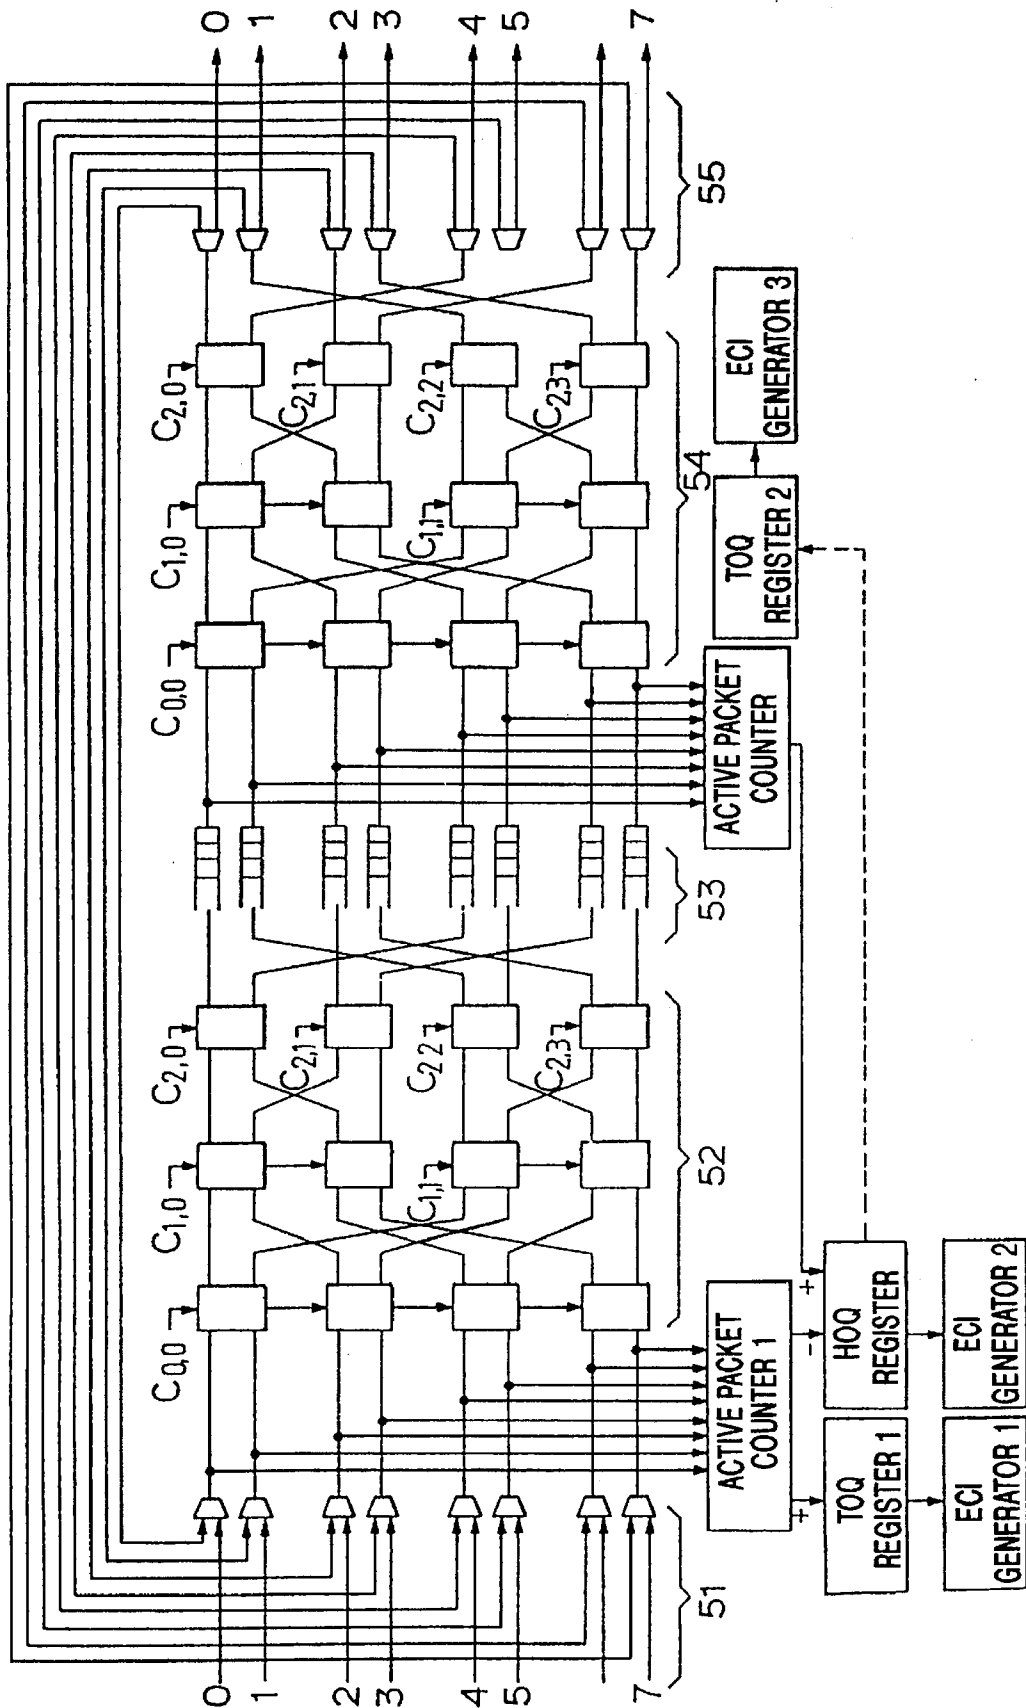 0
1
2
3
4
5
7
51
C0,0
C1,0
C1,1
C2,0
C2,1
C2 2
C2,3
52
53
C0,0
C1,0
C1,1
C2,0
C2,1
C2,2
C2,3
54
55
0
1
2
3
4
5
7
ACTIVE PACKET
COUNTER 1
+
-
+
TOQ
REGISTER 1
HOQ
REGISTER
ECI
GENERATOR 1
ECI
GENERATOR 2
ACTIVE PACKET
COUNTER
TOQ
REGISTER 2
ECI
GENERATOR 3